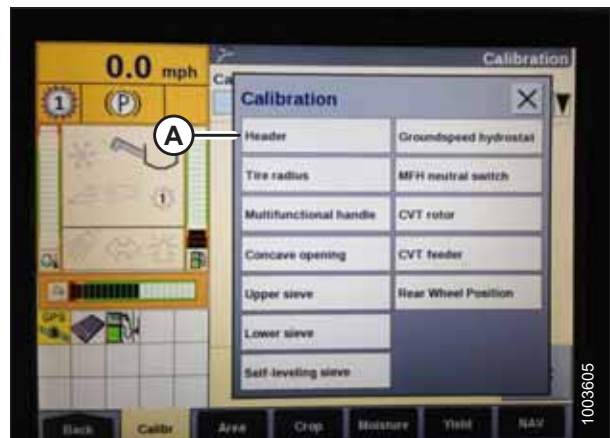 0.0 mph
Calibration
Ca
1
(P)
Calibration
X
A
Header
Groundspeed hydrostat
Tire radius
MFH neutral switch
1
Multifunctional handle
CVT rotor
Concave opening
CVT feeder
Upper sieve
Rear Wheel Position
GPS
Lower sieve
Self-leveling sieve
Back
Calibr
Area
Crop
Moisture
Yield
NAV
1003605